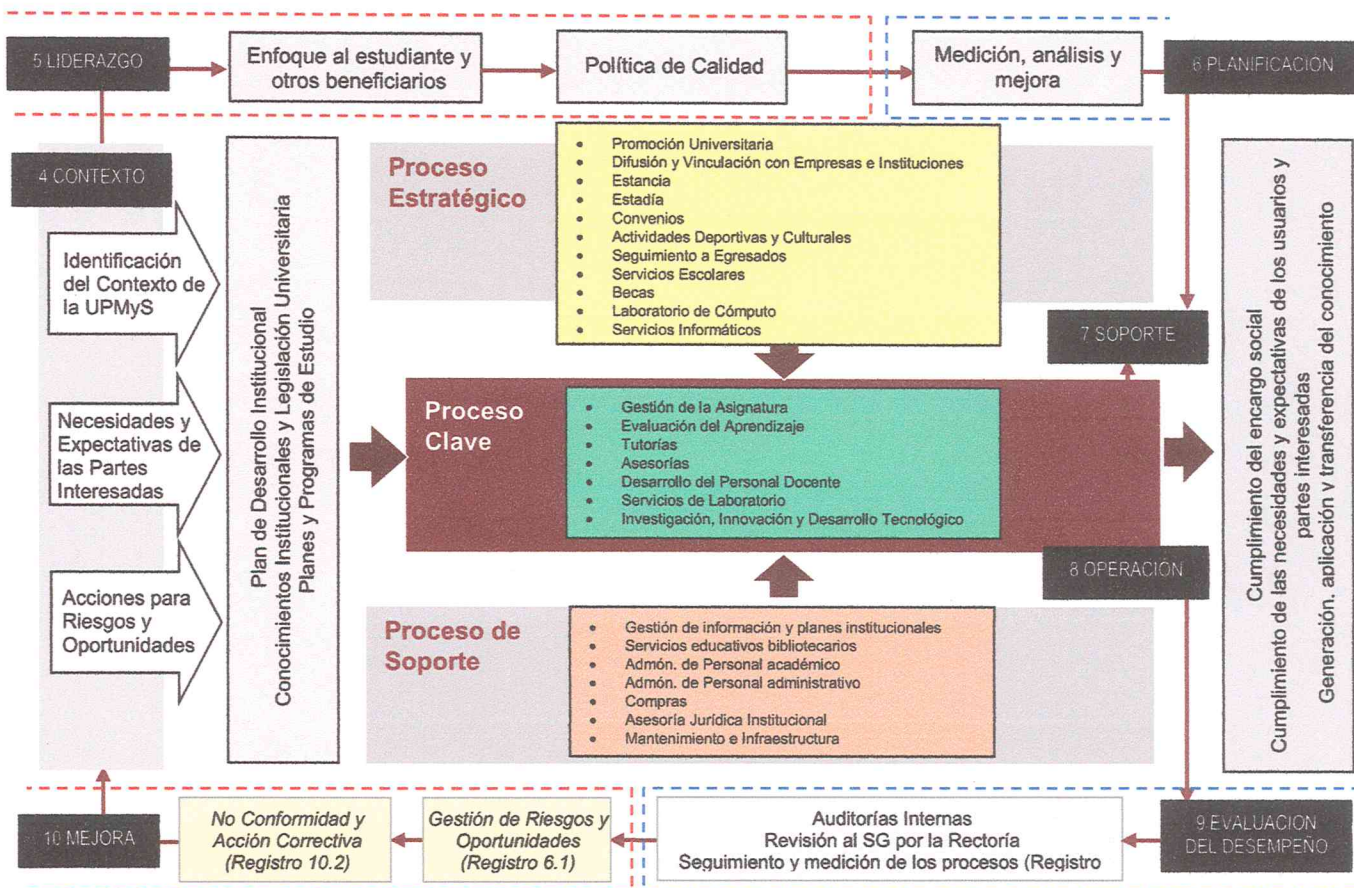 5 LIDERAZGO
Enfoque al estudiante y
otros beneficiarios
Política de Calidad
Medición, análisis y
mejora
6 PLANIFICACION
4 CONTEXTO
Identificación
del Contexto de
la UPMyS
Necesidades y
Expectativas de
las Partes
Interesadas
Acciones para
Riesgos y
Oportunidades
Plan de Desarrollo Institucional
Conocimientos Institucionales y Legislación Universitaria
Planes y Programas de Estudio
Proceso
Estratégico
• Promoción Universitaria
• Difusión y Vinculación con Empresas e Instituciones
• Estancia
• Estadía
• Convenios
• Actividades Deportivas y Culturales
• Seguimiento a Egresados
• Servicios Escolares
• Becas
• Laboratorio de Cómputo
• Servicios Informáticos
7 SOPORTE
Proceso
Clave
• Gestión de la Asignatura
• Evaluación del Aprendizaje
• Tutorías
• Asesorías
• Desarrollo del Personal Docente
• Servicios de Laboratorio
• Investigación, Innovación y Desarrollo Tecnológico
8 OPERACIÓN
Proceso de
Soporte
• Gestión de información y planes institucionales
• Servicios educativos bibliotecarios
• Admón. de Personal académico
• Admón. de Personal administrativo
• Compras
• Asesoría Jurídica Institucional
• Mantenimiento e Infraestructura
Cumplimiento del encargo social
Cumplimiento de las necesidades y expectativas de los usuarios y
partes interesadas
Generación, aplicación y transferencia del conocimiento
10 MEJORA
No Conformidad y
Acción Correctiva
(Registro 10.2)
Gestión de Riesgos y
Oportunidades
(Registro 6.1)
Auditorías Internas
Revisión al SG por la Rectoría
Seguimiento y medición de los procesos (Registro
9 EVALUACION
DEL DESEMPEÑO